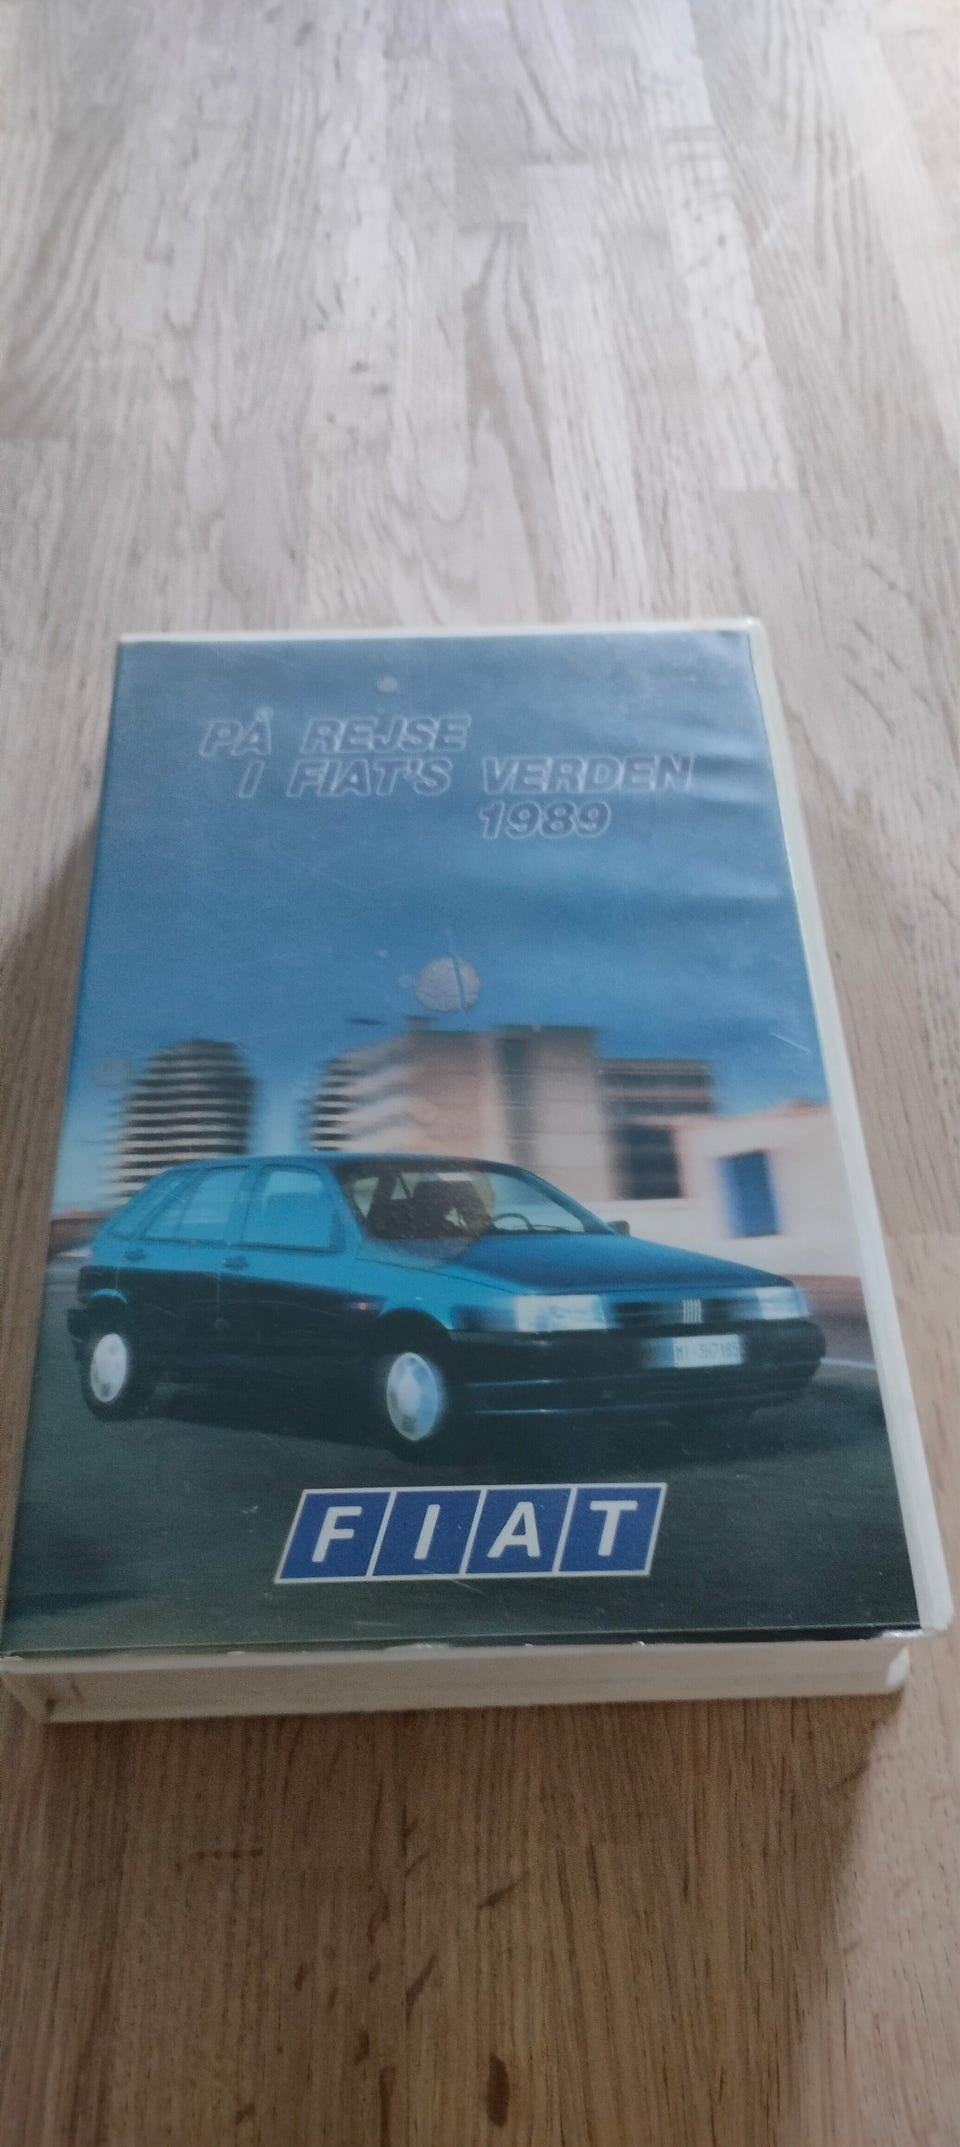 PÅ REJSE
I FIAT'S VERDEN
1989
FIAT